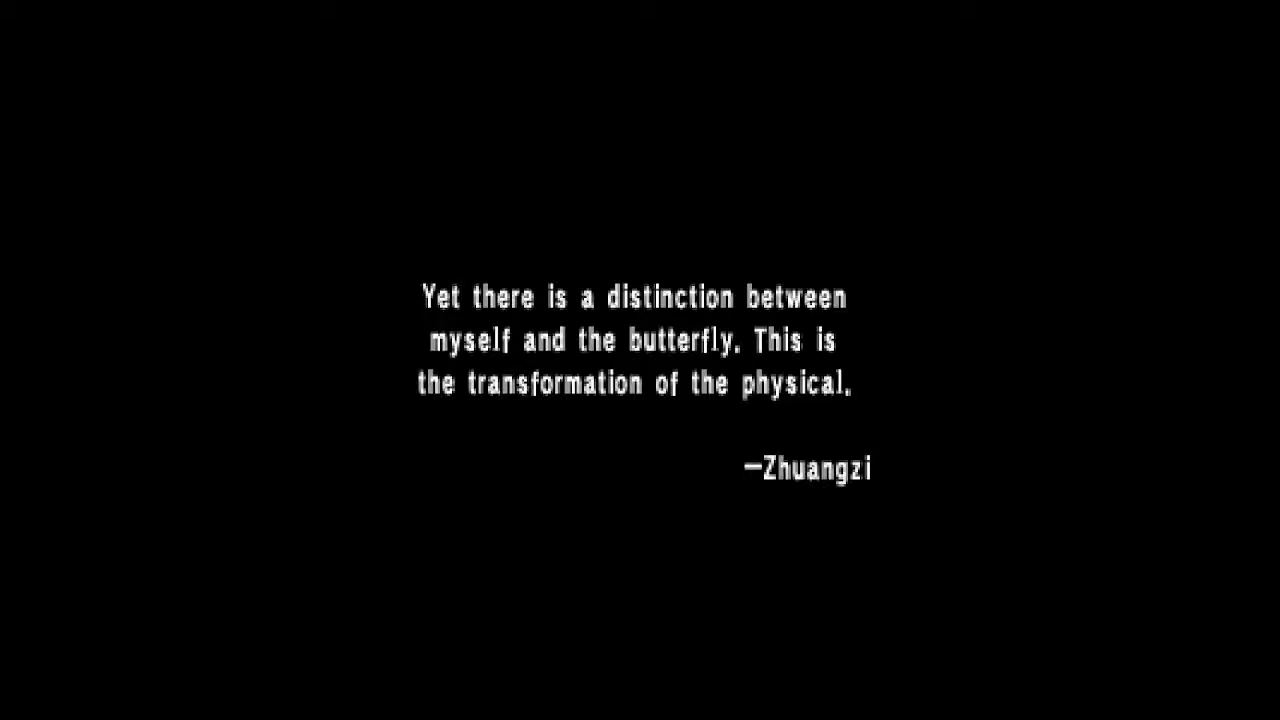 Yet there is a distinction between
myself and the butterfly. This is
the transformation of the physical.
—Zhuangzi